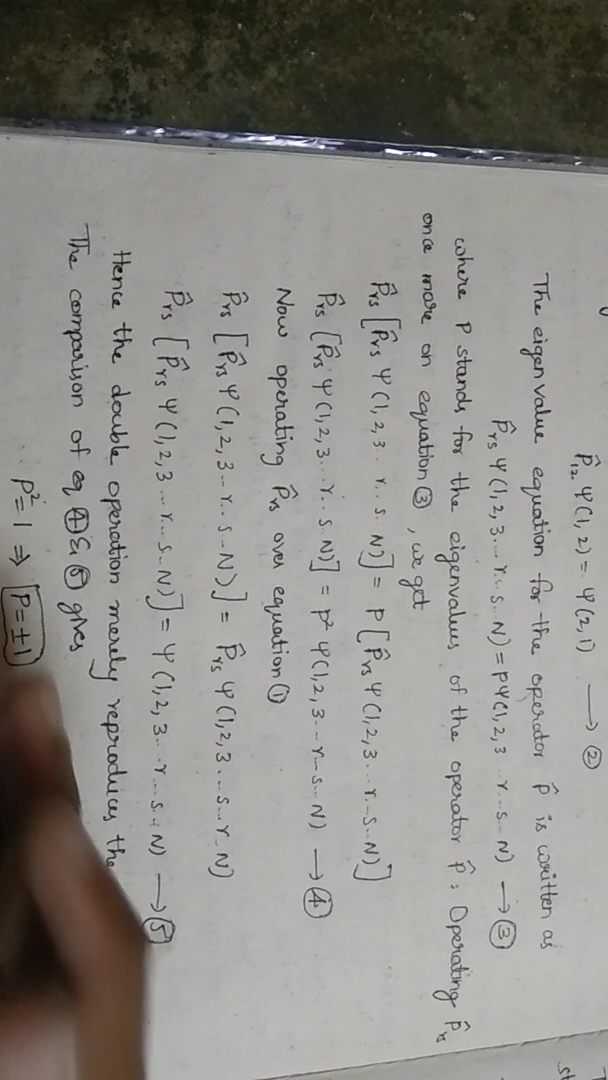 P̂₁₂ Ψ(1,2) = Ψ(2,1) → ②
The eigen value equation for the operator P̂ is written as
P̂rs Ψ(1,2,3...r...s..N) = PΨ(1,2,3 ..r...s.. N) → ③
where P stands for the eigenvalues of the operator P̂ : Operating P̂rs
once more on equation ③, we get
P̂rs [P̂rs Ψ(1,2,3.. r.. s. N)] = P [P̂rs Ψ(1,2,3...r--s..N)]
P̂rs [P̂rs Ψ(1,2,3...r...s.N)] = P² Ψ(1,2,3--r--s--N) → ④
Now operating P̂rs over equation ①
P̂rs [P̂rs Ψ(1,2,3--r...s--N)] = P̂rs Ψ(1,2,3...s...r..N)
P̂rs [P̂rs Ψ(1,2,3...r...s..N)] = Ψ(1,2,3...r...s..N) → ⑤
Hence the double operation merely reproduces the
The comparison of eq ④ & ⑤ gives
P²=1 ⇒ P=±1